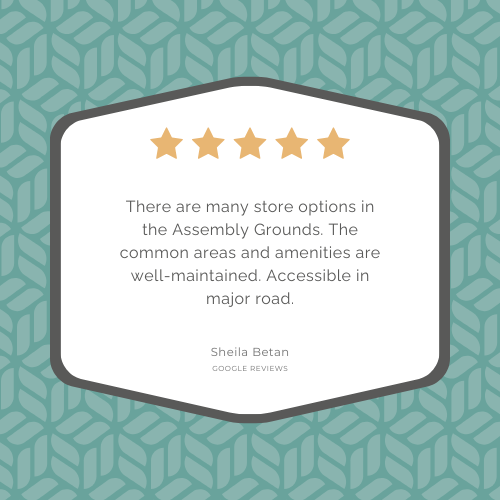 There are many store options in
the Assembly Grounds. The
common areas and amenities are
well-maintained. Accessible in
major road.
Sheila Betan
GOOGLE REVIEWS